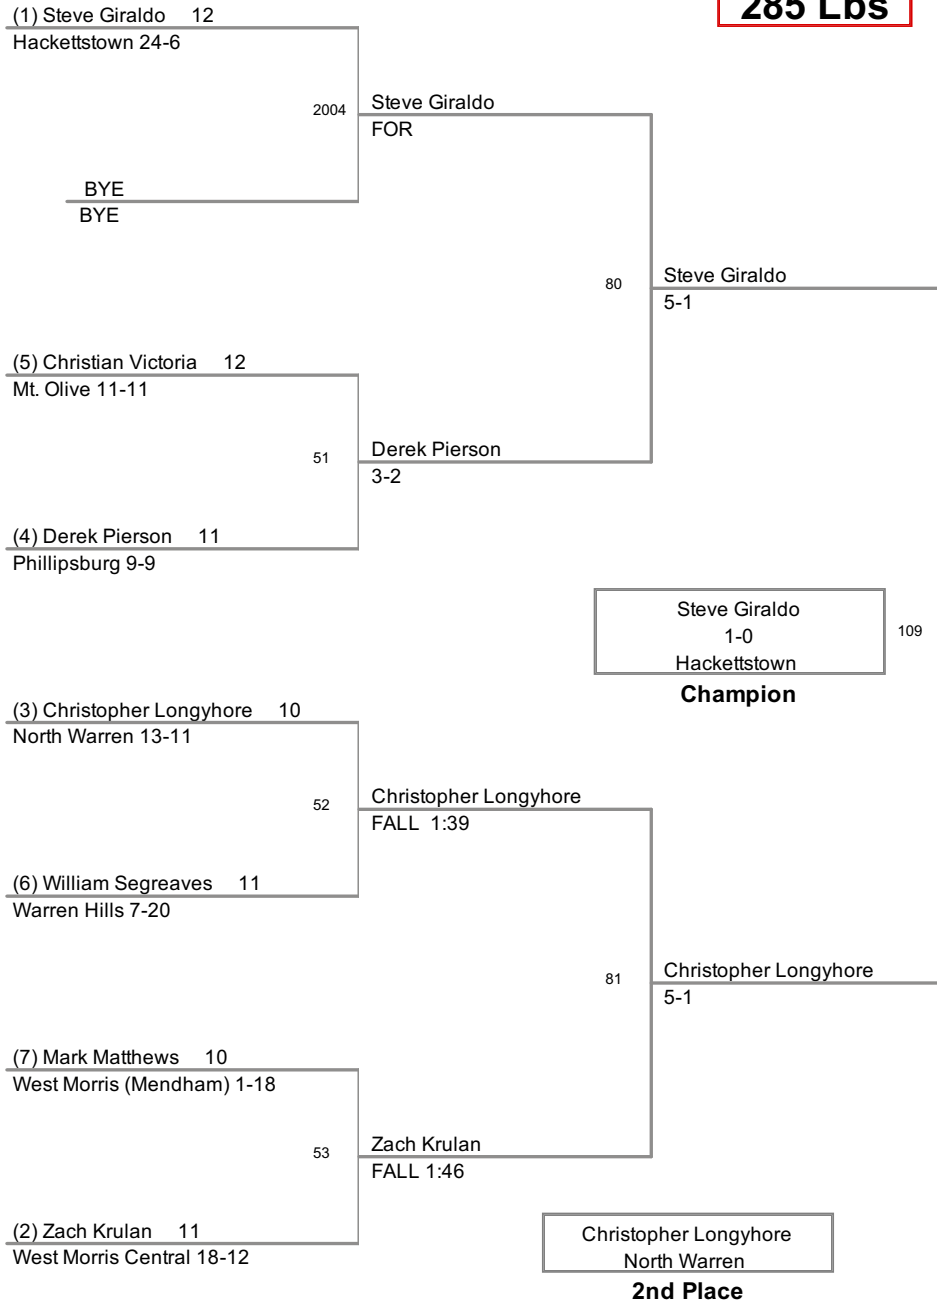 (1) Steve Giraldo 12
285 Lbs
Hackettstown 24-6
2004
Steve Giraldo
FOR
BYE
BYE
80
Steve Giraldo
5-1
(5) Christian Victoria 12
Mt. Olive 11-11
51
Derek Pierson
3-2
(4) Derek Pierson 11
Phillipsburg 9-9
Steve Giraldo
1-0
Hackettstown
109
Champion
(3) Christopher Longyhore 10
North Warren 13-11
52
Christopher Longyhore
FALL 1:39
(6) William Segreaves 11
Warren Hills 7-20
81
Christopher Longyhore
5-1
(7) Mark Matthews 10
West Morris (Mendham) 1-18
53
Zach Krulan
FALL 1:46
(2) Zach Krulan 11
West Morris Central 18-12
Christopher Longyhore
North Warren
2nd Place